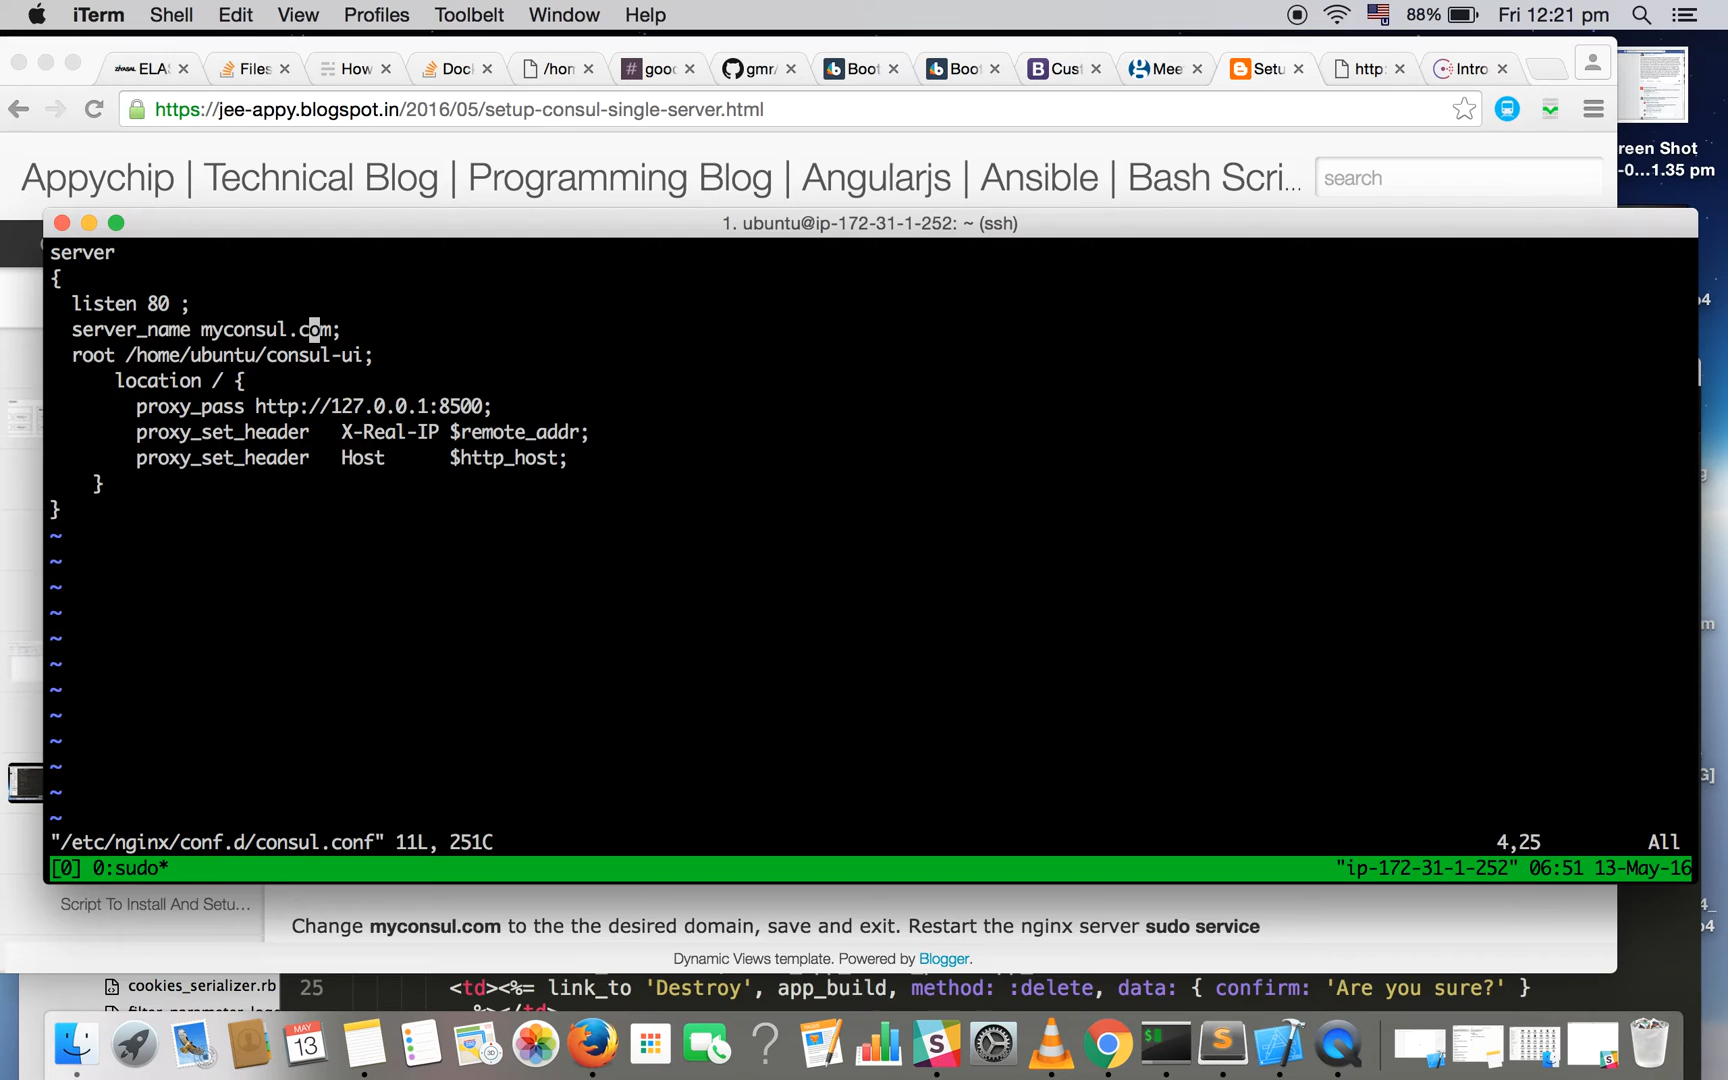 iTerm Shell Edit View Profiles Toolbelt Window Help 88% Fri 12:21 pm
ELAS Files How Docl /hon # gooc gmr/ Boot Boot Cust Mee Setu http: Intro
https://jee-appy.blogspot.in/2016/05/setup-consul-single-server.html
reen Shot
-0...1.35 pm
Appychip | Technical Blog | Programming Blog | Angularjs | Ansible | Bash Scri... search
1. ubuntu@ip-172-31-1-252: ~ (ssh)
server
{
listen 80 ;
server_name myconsul.com;
root /home/ubuntu/consul-ui;
location / {
proxy_pass http://127.0.0.1:8500;
proxy_set_header X-Real-IP $remote_addr;
proxy_set_header Host $http_host;
}
}
~
~
~
~
~
~
~
~
~
~
~
~
"/etc/nginx/conf.d/consul.conf" 11L, 251C 4,25 All
[0] 0:sudo* "ip-172-31-1-252" 06:51 13-May-16
Script To Install And Setu...
Change myconsul.com to the the desired domain, save and exit. Restart the nginx server sudo service
Dynamic Views template. Powered by Blogger.
cookies_serializer.rb 25 <td><%= link_to 'Destroy', app_build, method: :delete, data: { confirm: 'Are you sure?' }
MAY
13